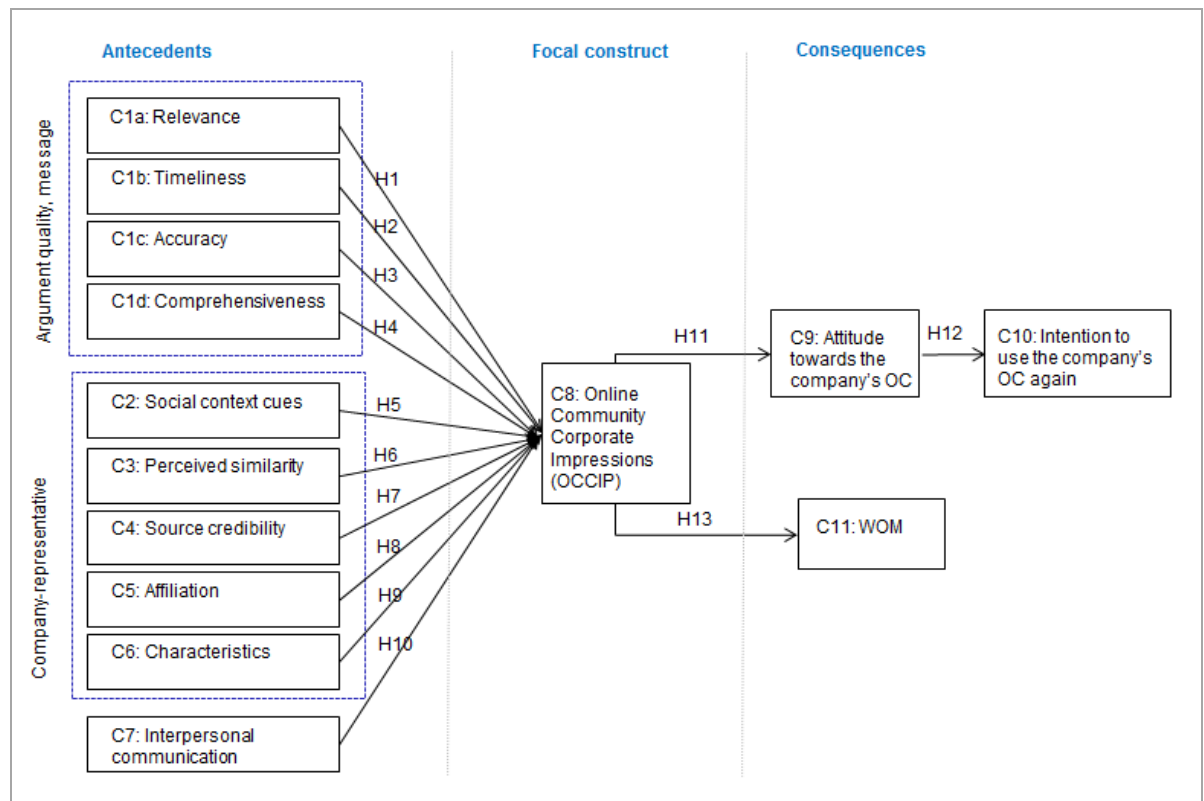 Antecedents
Focal construct
Consequences
Argument quality, message
C1a: Relevance
C1b: Timeliness
C1c: Accuracy
C1d: Comprehensiveness
H1
H2
H3
H4
Company-representative
C2: Social context cues
C3: Perceived similarity
C4: Source credibility
C5: Affiliation
C6: Characteristics
C7: Interpersonal
communication
H5
H6
H7
H8
H9
H10
C8: Online
Community
Corporate
Impressions
(OCCIP)
H11
C9: Attitude
towards the
company's OC
H12
C10: Intention to
use the company's
OC again
H13
C11: WOM